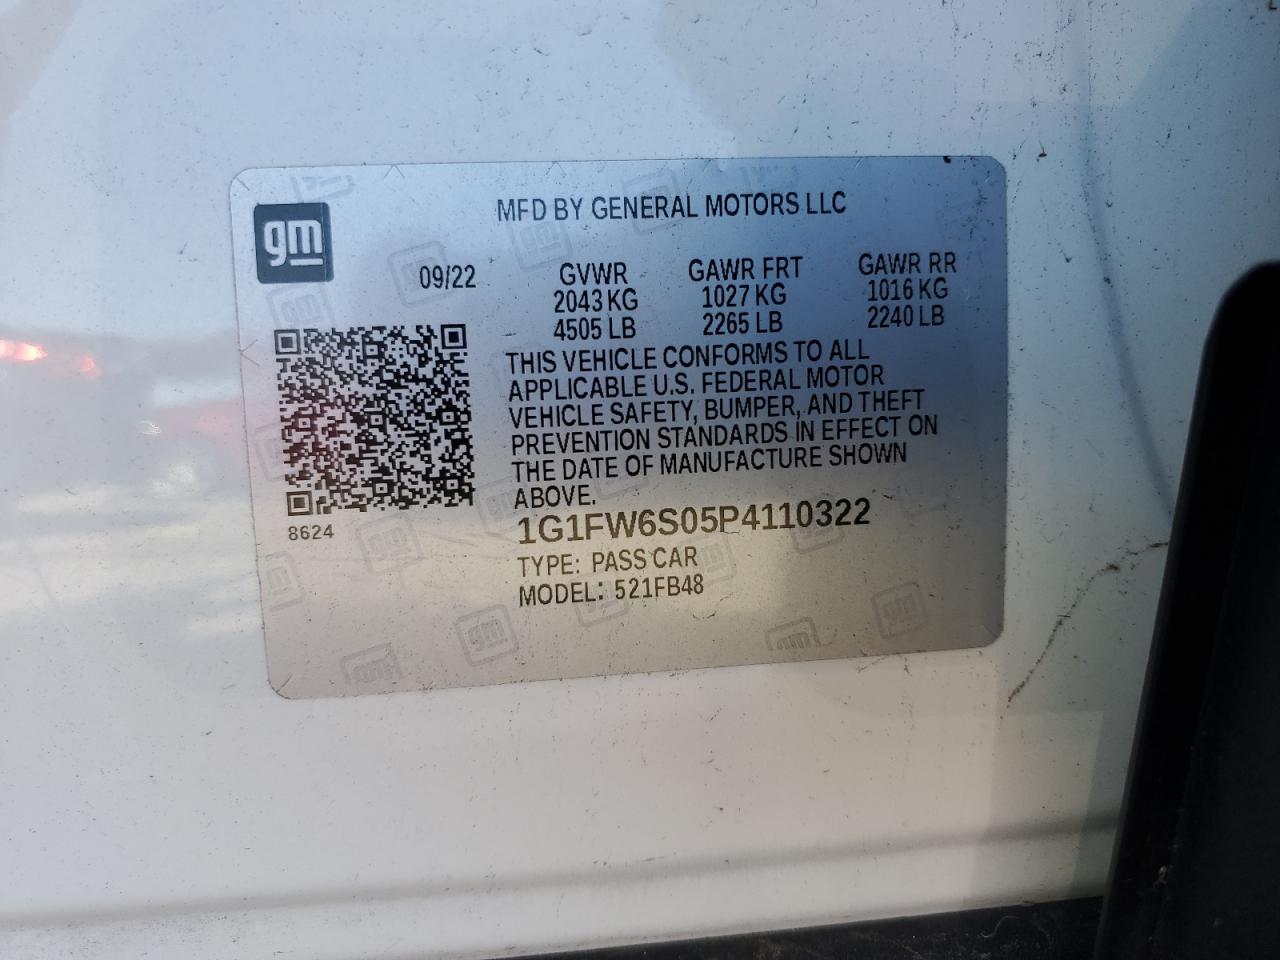 gm
MFD BY GENERAL MOTORS LLC
09/22
GVWR GAWR FRT GAWR RR
2043 KG 1027 KG 1016 KG
4505 LB 2265 LB 2240 LB
THIS VEHICLE CONFORMS TO ALL
APPLICABLE U.S. FEDERAL MOTOR
VEHICLE SAFETY, BUMPER, AND THEFT
PREVENTION STANDARDS IN EFFECT ON
THE DATE OF MANUFACTURE SHOWN
ABOVE.
8624
1G1FW6S05P4110322
TYPE: PASS CAR
MODEL: 521FB48